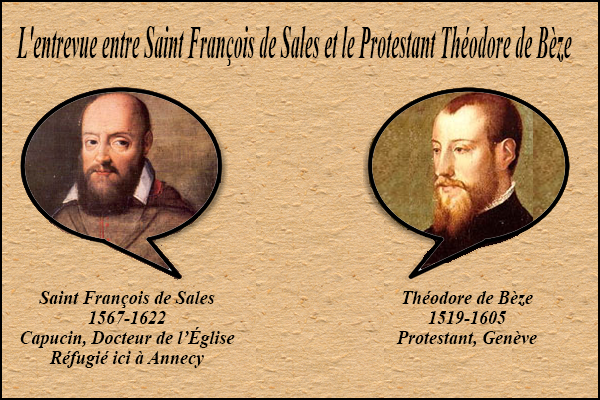 L'entrevue entre Saint François de Sales et le Protestant Théodore de Bèze
Saint François de Sales
1567-1622
Capucin, Docteur de l'Église
Réfugié ici à Annecy
Théodore de Bèze
1519-1605
Protestant, Genève